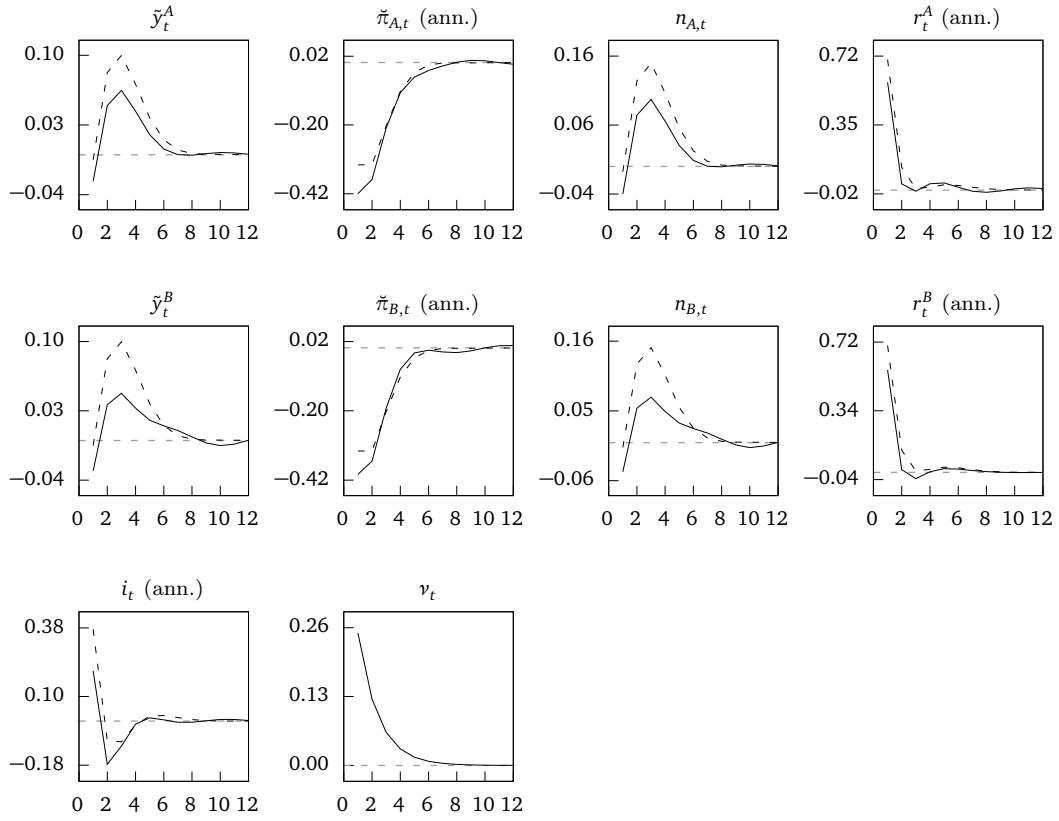 ỹ_t^A π̆_{A,t} (ann.) n_{A,t} r_t^A (ann.)
0.10 0.02 0.16 0.72
0.03 −0.20 0.06 0.35
−0.04 −0.42 −0.04 −0.02
0 2 4 6 8 10 12 0 2 4 6 8 10 12 0 2 4 6 8 10 12 0 2 4 6 8 10 12
ỹ_t^B π̆_{B,t} (ann.) n_{B,t} r_t^B (ann.)
0.10 0.02 0.16 0.72
0.03 −0.20 0.05 0.34
−0.04 −0.42 −0.06 −0.04
0 2 4 6 8 10 12 0 2 4 6 8 10 12 0 2 4 6 8 10 12 0 2 4 6 8 10 12
i_t (ann.) ν_t
0.38 0.26
0.10 0.13
−0.18 0.00
0 2 4 6 8 10 12 0 2 4 6 8 10 12